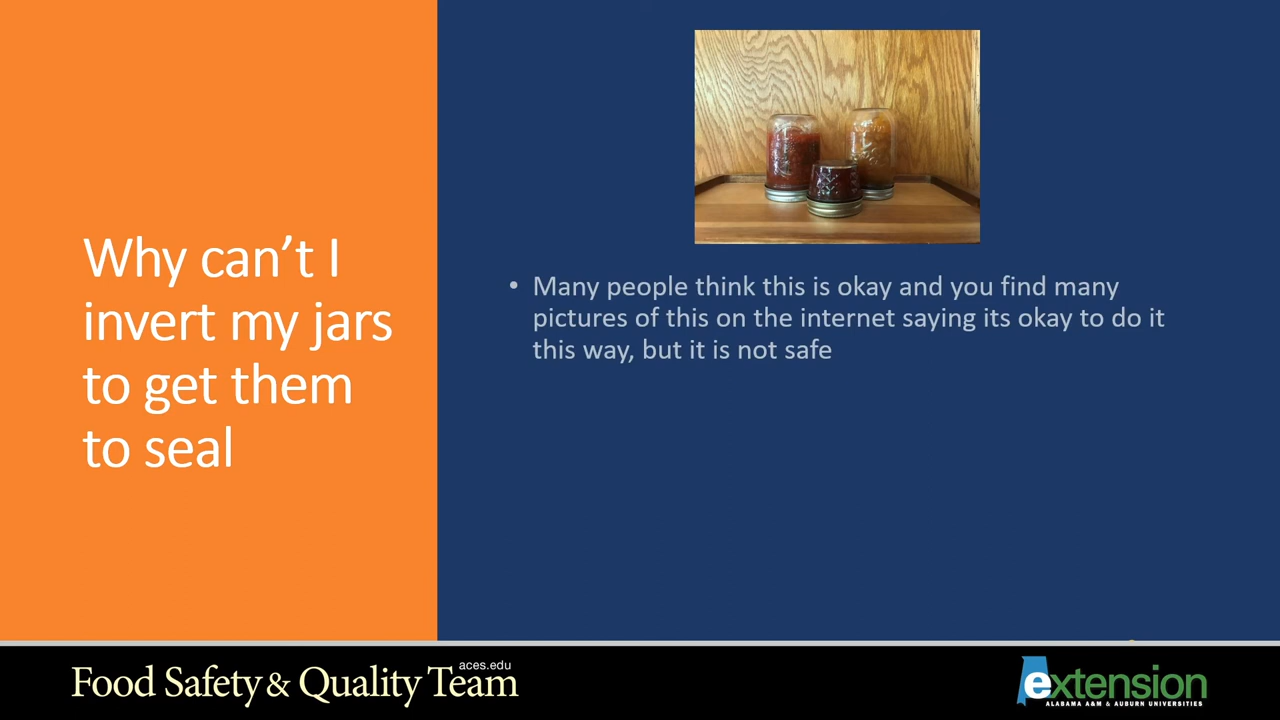 Why can’t I
invert my jars
to get them
to seal
• Many people think this is okay and you find many
pictures of this on the internet saying its okay to do it
this way, but it is not safe
Food Safety & Quality Team
aces.edu
extension
ALABAMA A&M & AUBURN UNIVERSITIES